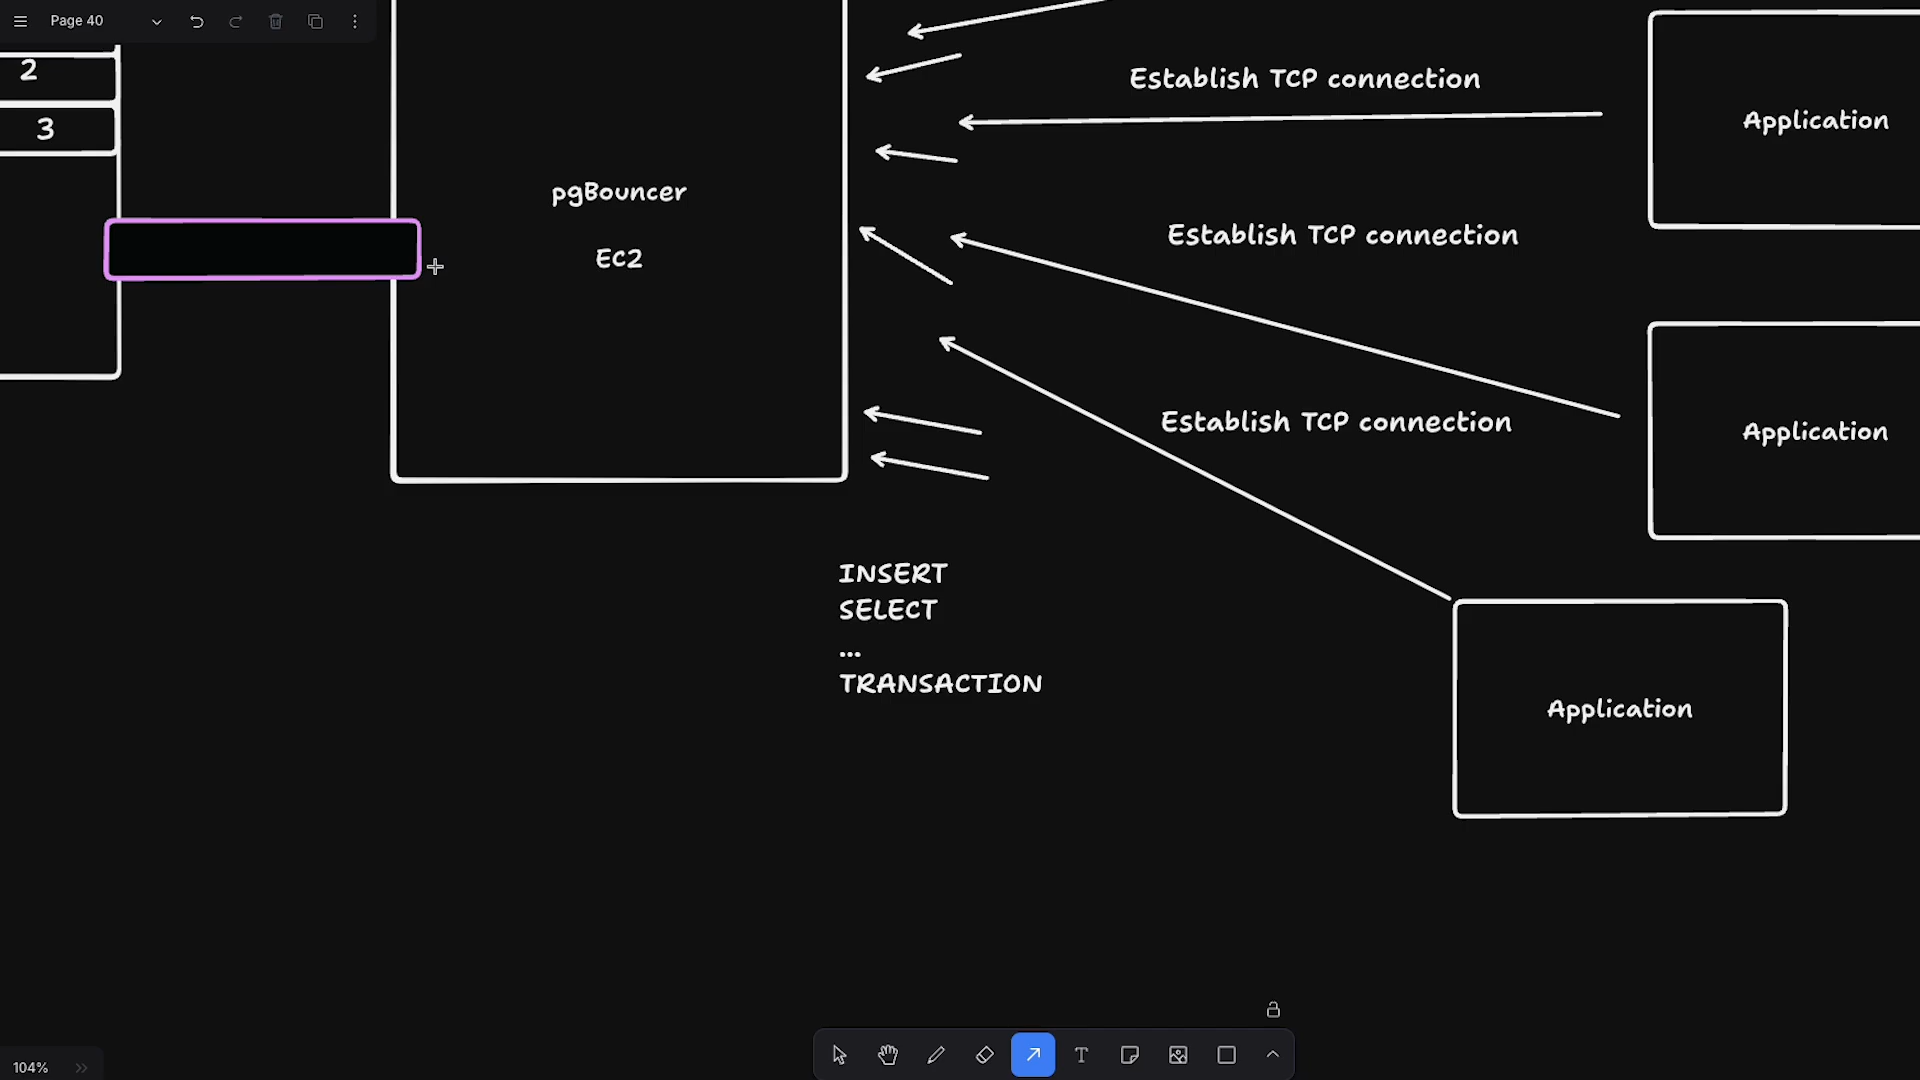 Page 40
2
3
Establish TCP connection
Application
pgBouncer
EC2
Establish TCP connection
Establish TCP connection
Application
INSERT
SELECT
...
TRANSACTION
Application
104%